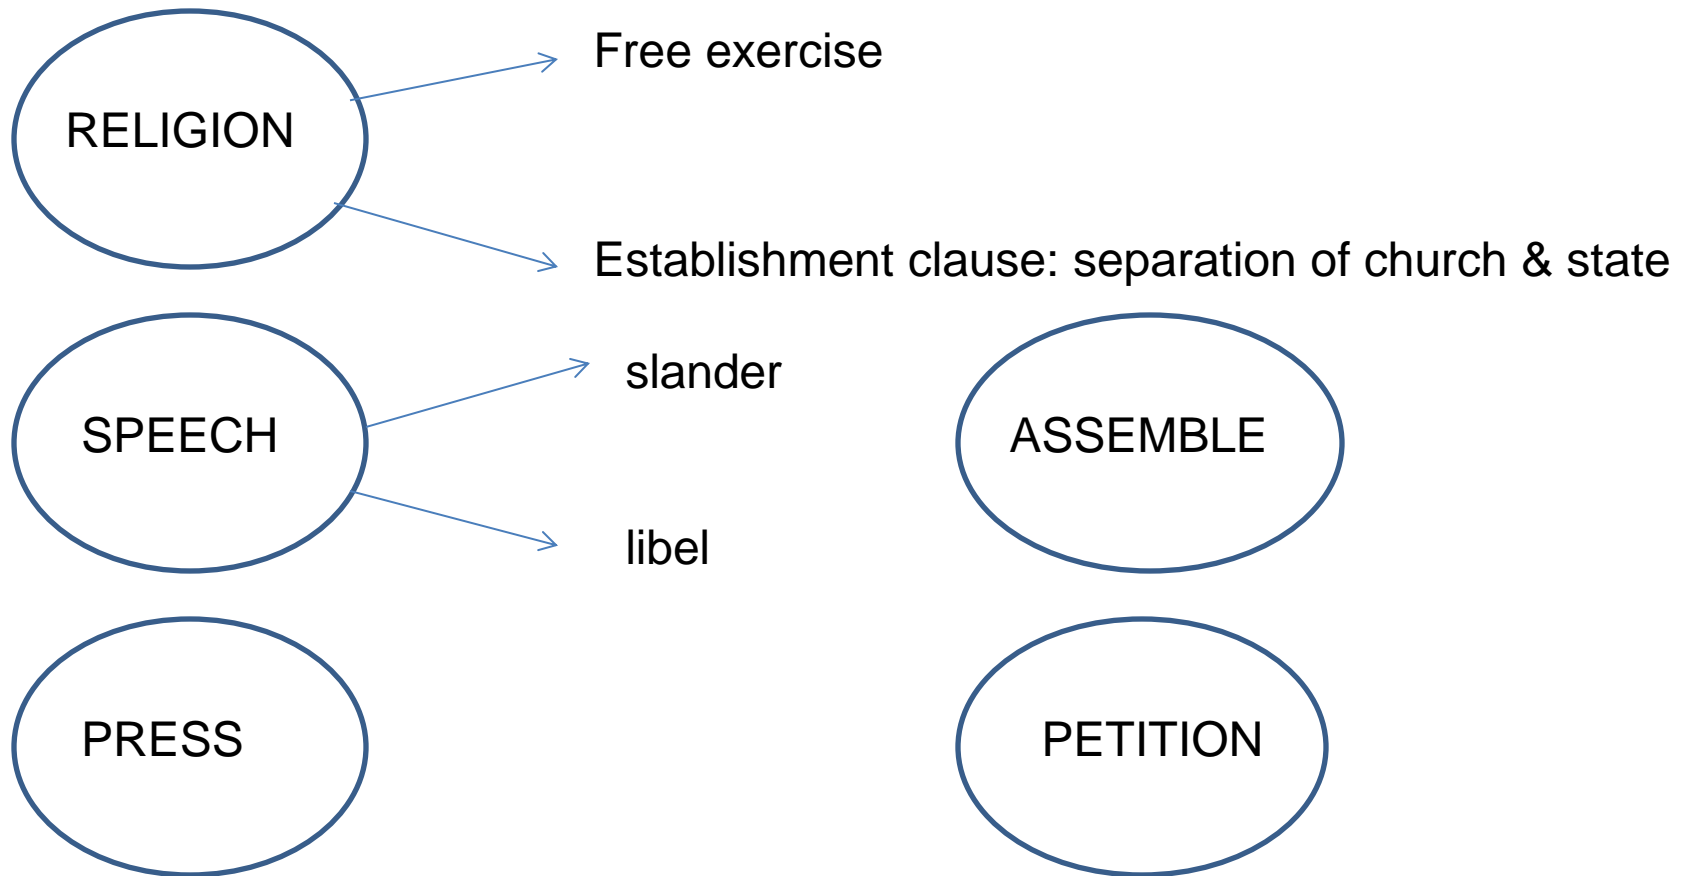 Free exercise
RELIGION
Establishment clause: separation of church & state
slander
SPEECH
ASSEMBLE
libel
PRESS
PETITION